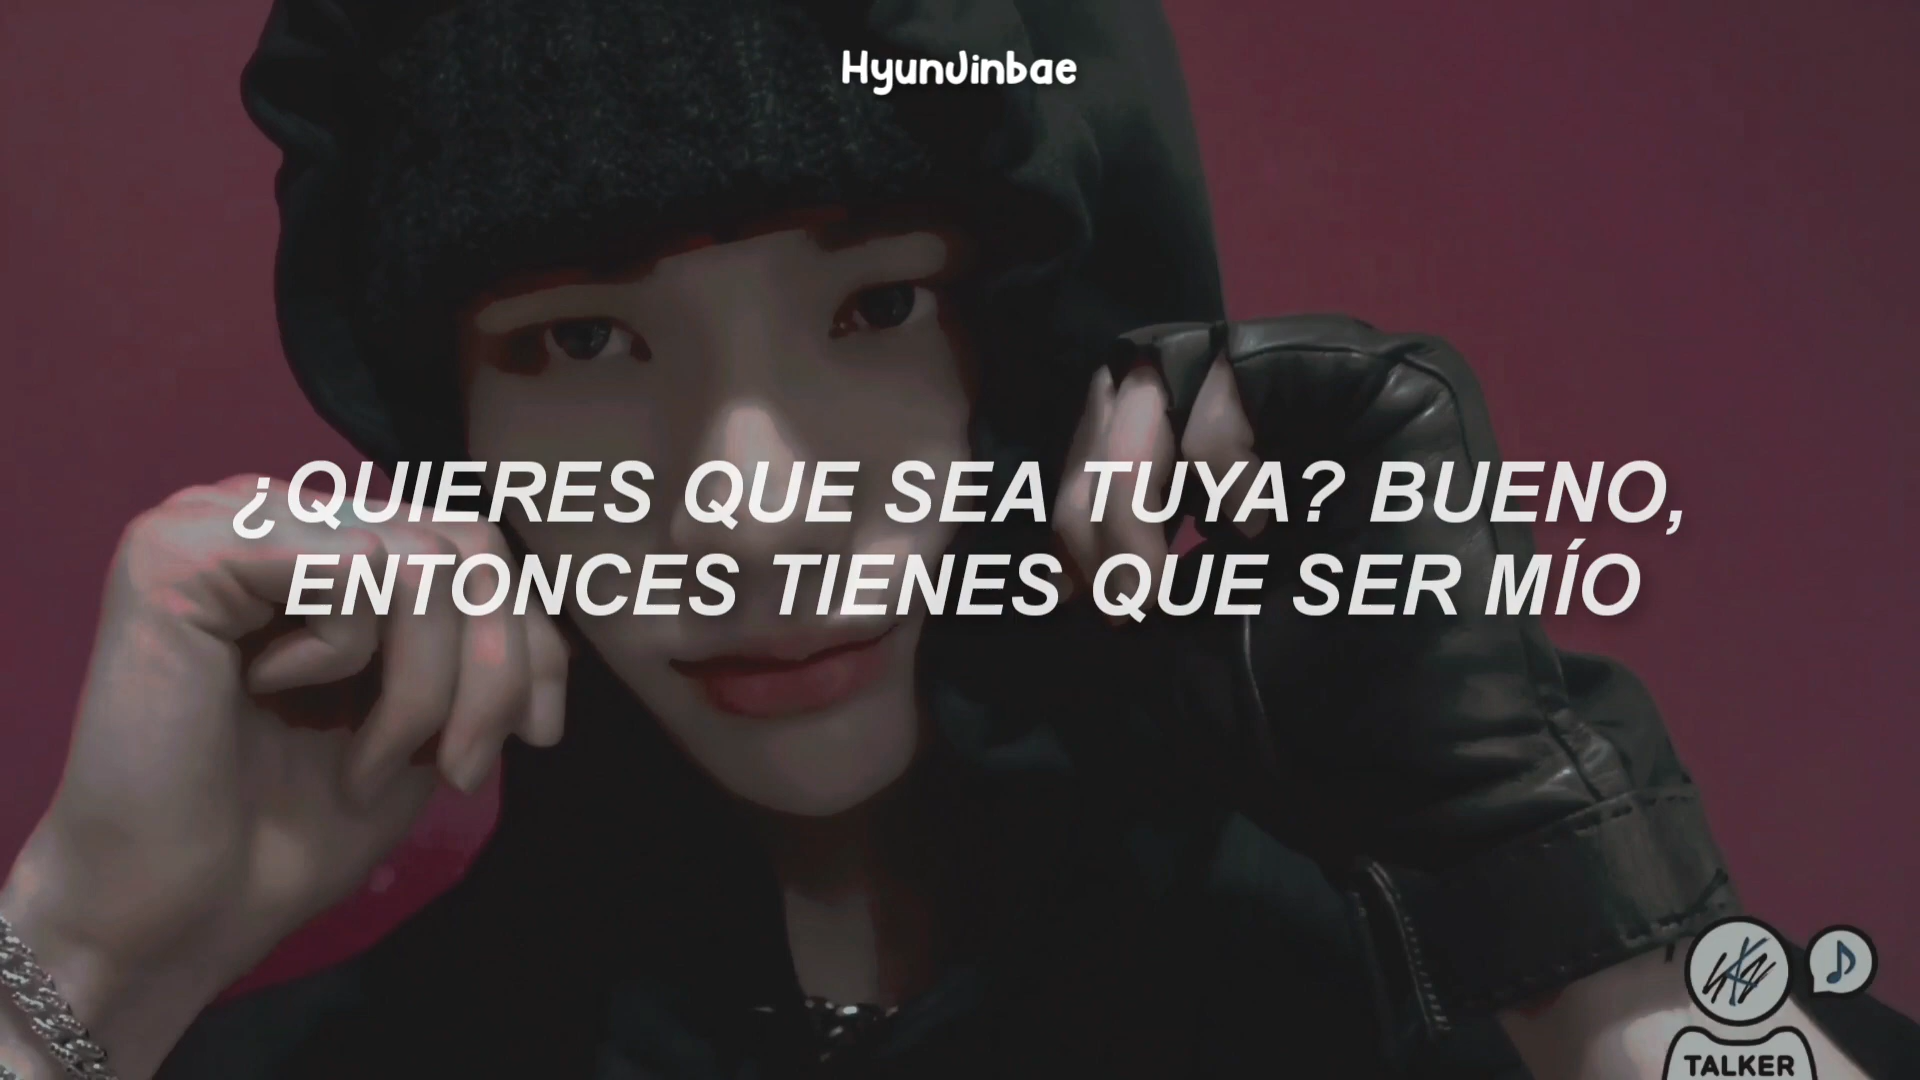 HyunJinbae
¿QUIERES QUE SEA TUYA? BUENO,
ENTONCES TIENES QUE SER MÍO
TALKER